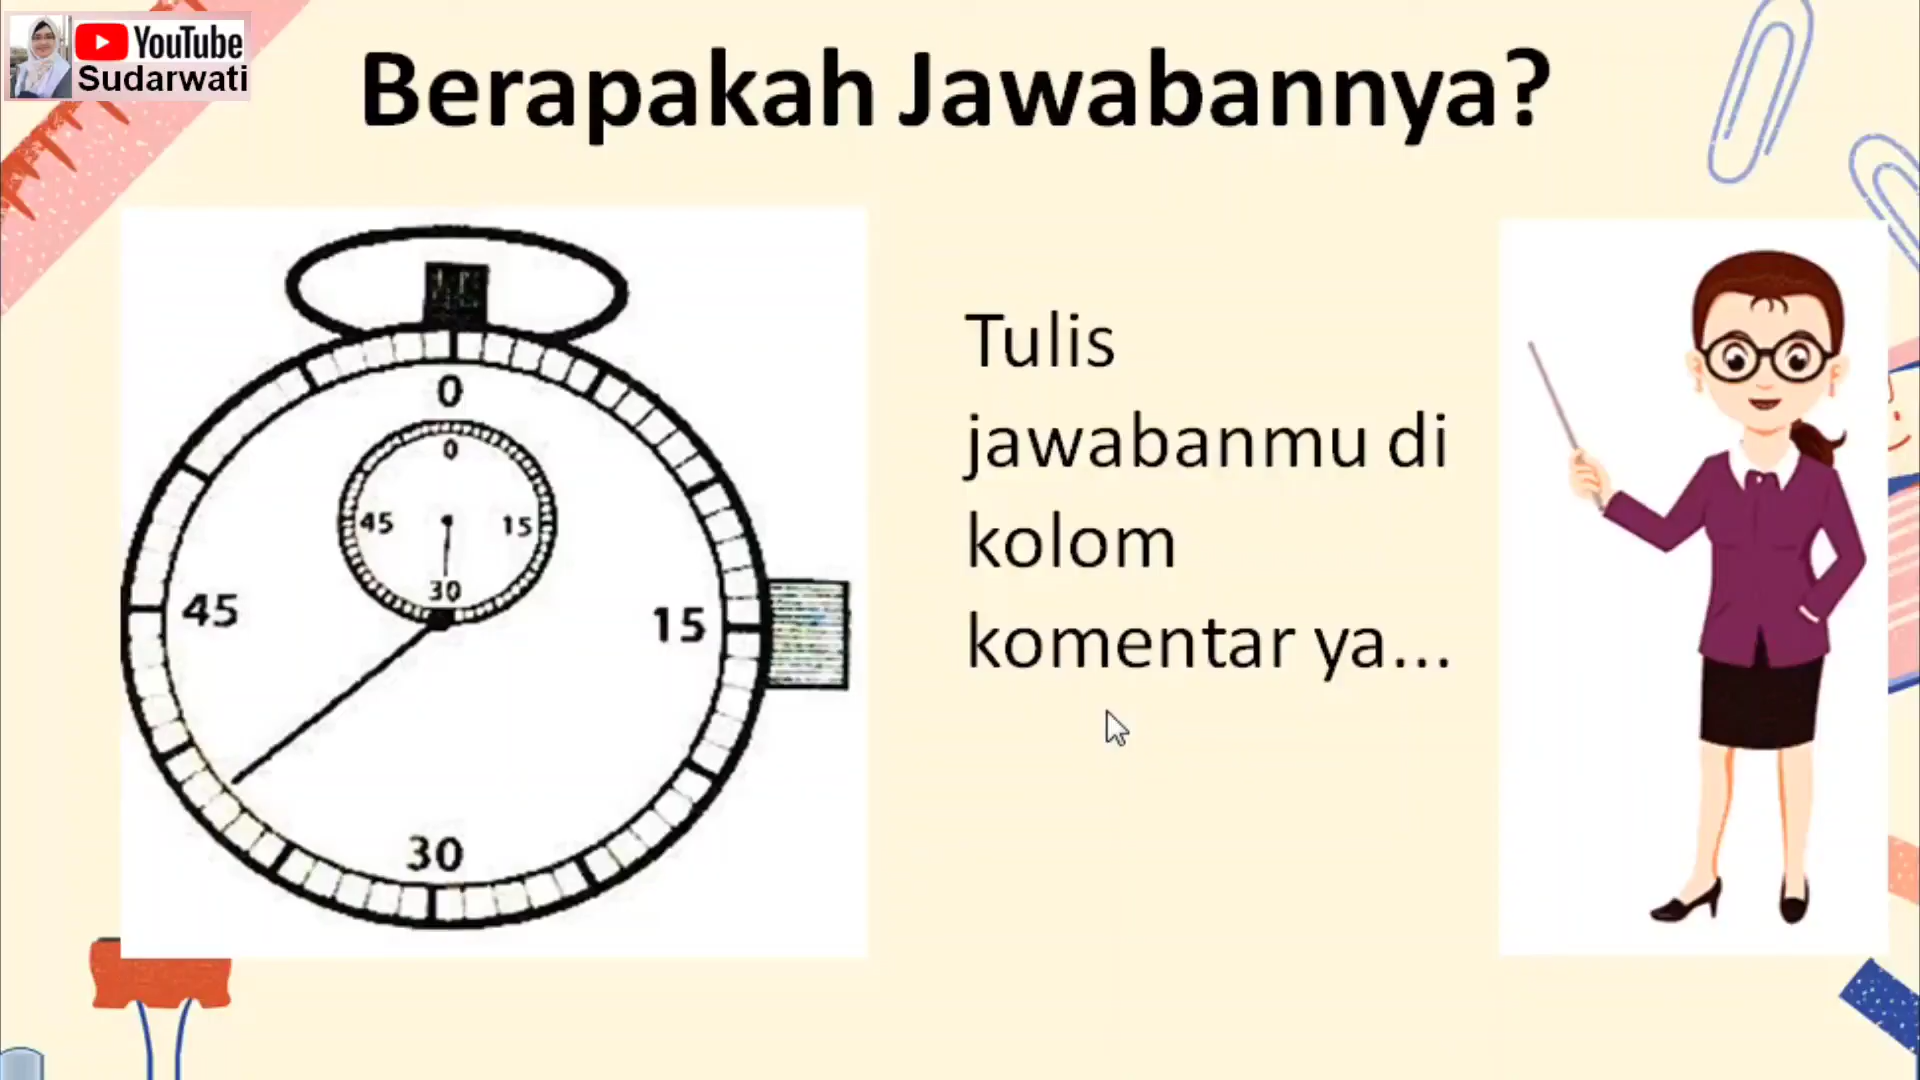 YouTube
Sudarwati
Berapakah Jawabannya?
Tulis
jawabanmu di
kolom
komentar ya...
0
0
45
15
30
45
15
30